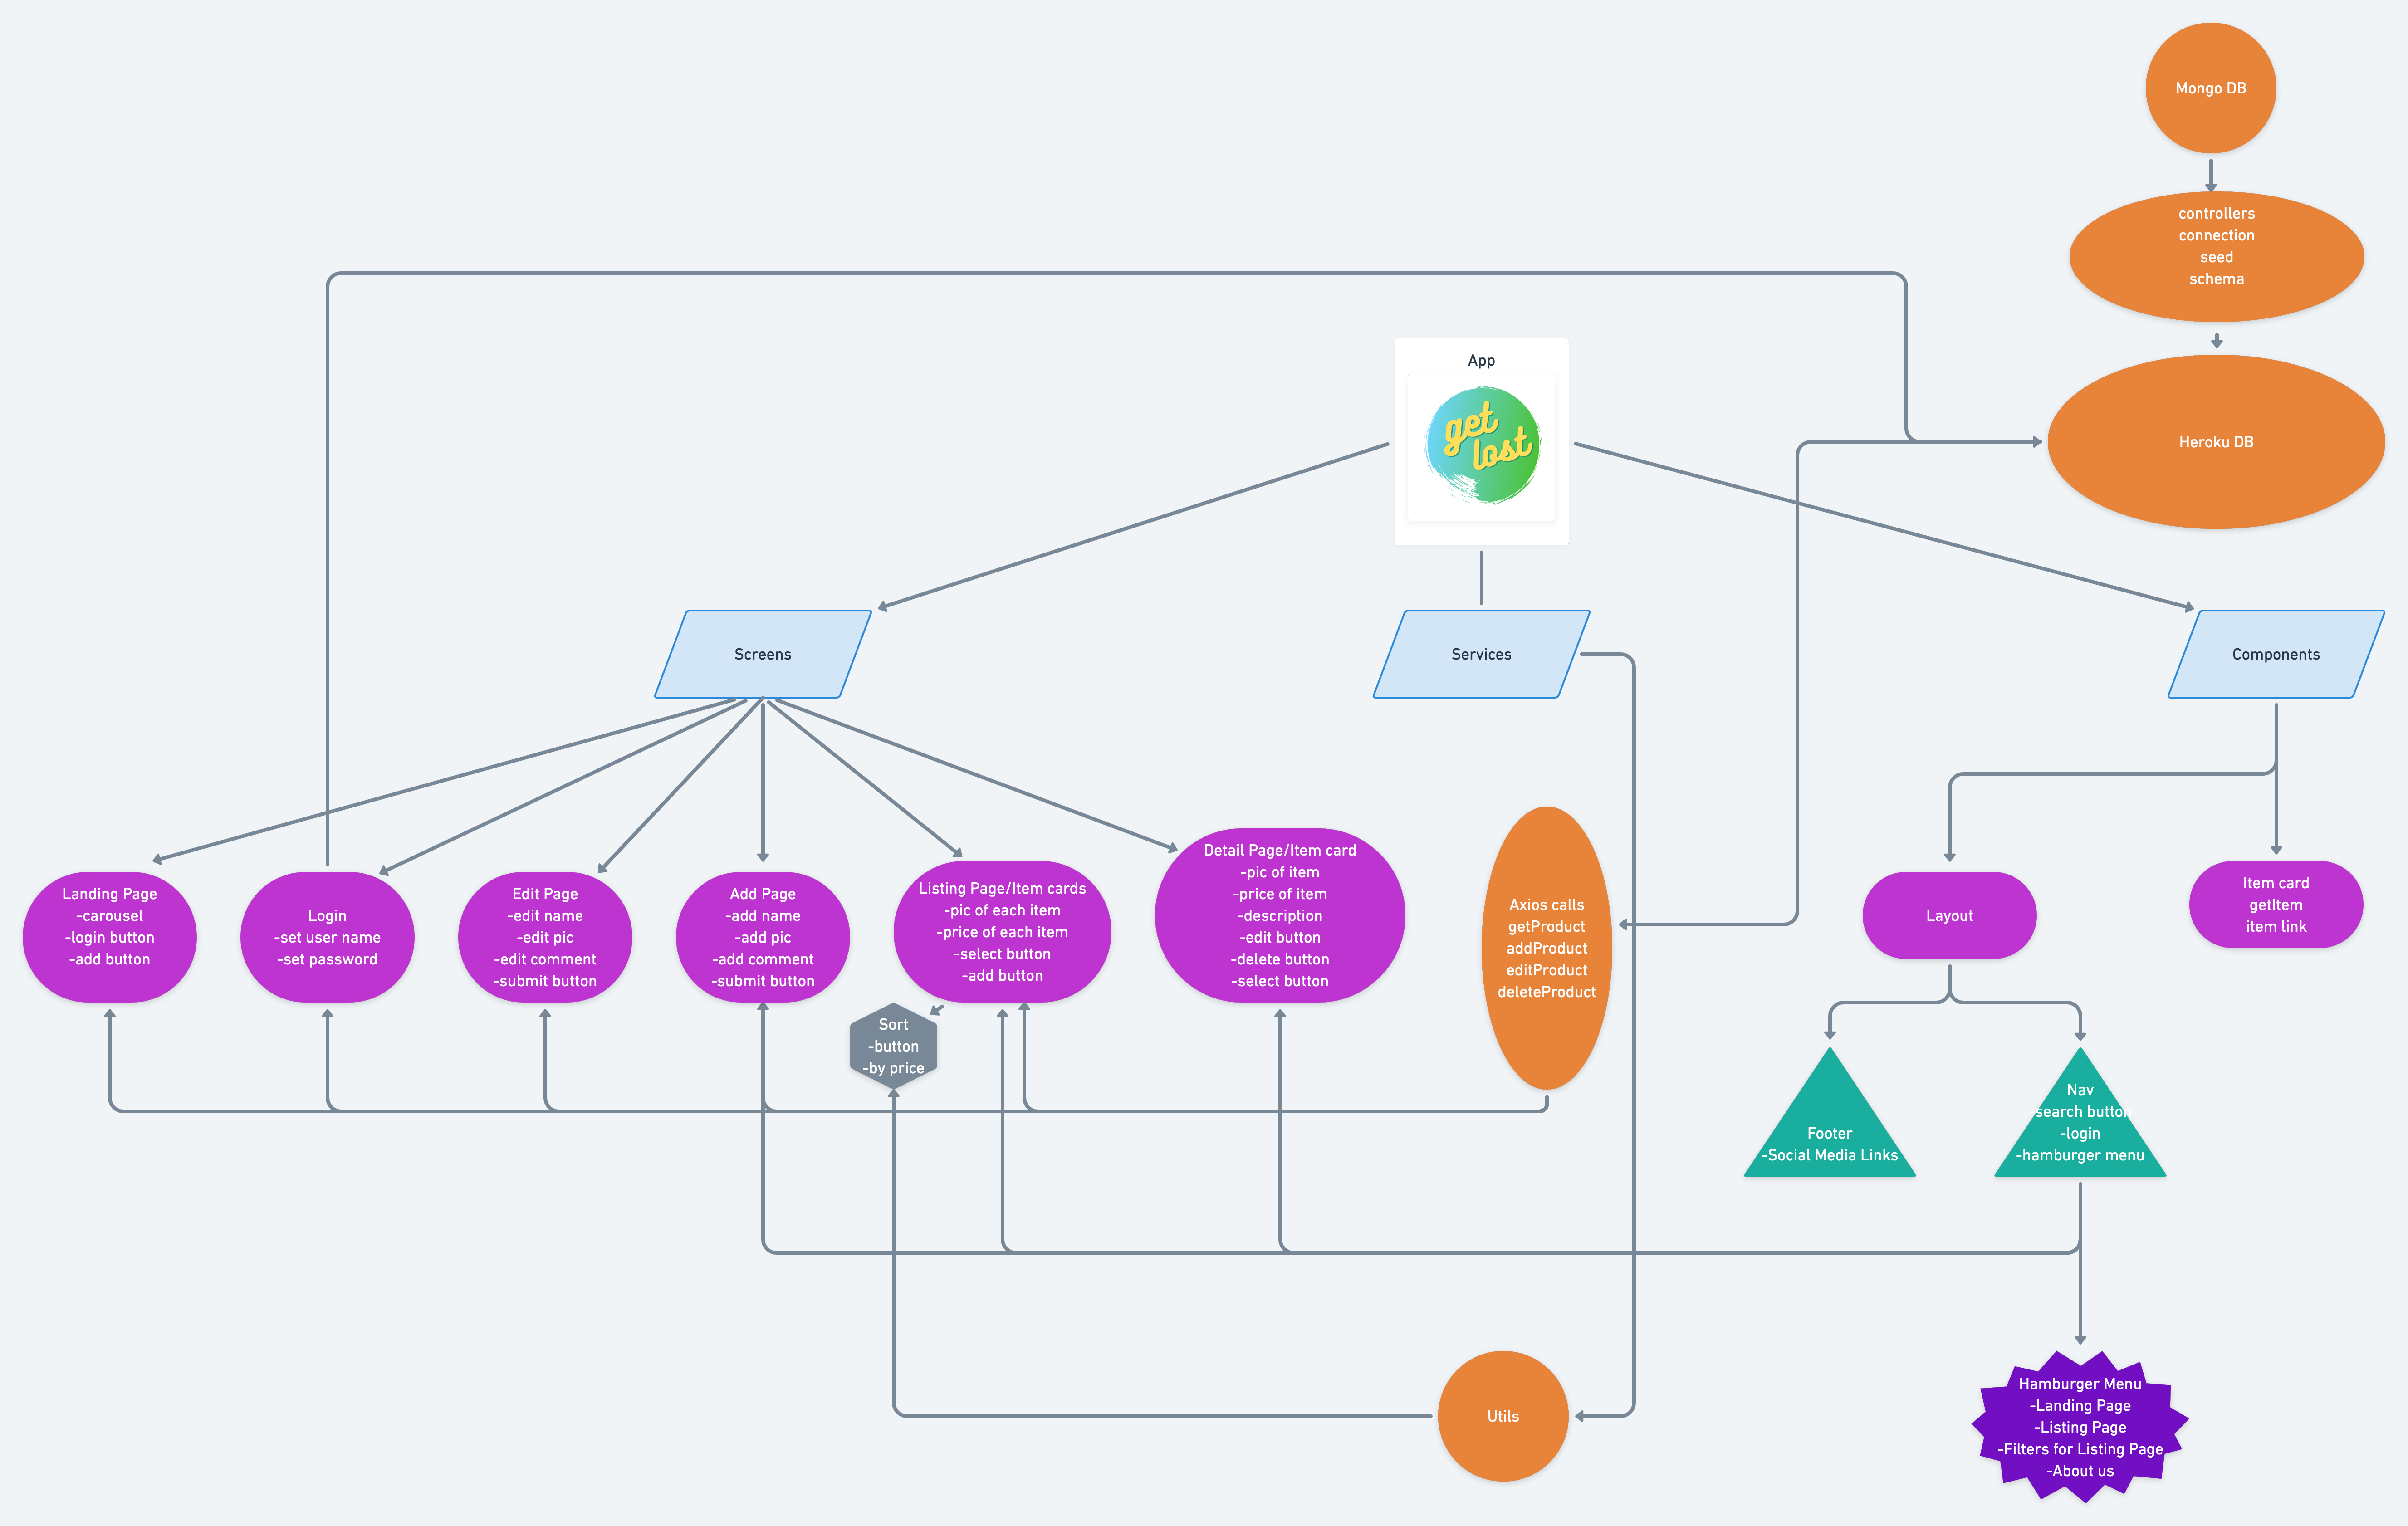 Mongo DB
controllers
connection
seed
schema
App
get
lost
Heroku DB
Screens
Services
Components
Landing Page
-carousel
-login button
-add button
Login
-set user name
-set password
Edit Page
-edit name
-edit pic
-edit comment
-submit button
Add Page
-add name
-add pic
-add comment
-submit button
Listing Page/Item cards
-pic of each item
-price of each item
-select button
-add button
Detail Page/Item card
-pic of item
-price of item
-description
-edit button
-delete button
-select button
Axios calls
getProduct
addProduct
editProduct
deleteProduct
Layout
Item card
getItem
item link
Sort
-button
-by price
Footer
-Social Media Links
Nav
-search button
-login
-hamburger menu
Utils
Hamburger Menu
-Landing Page
-Listing Page
-Filters for Listing Page
-About us